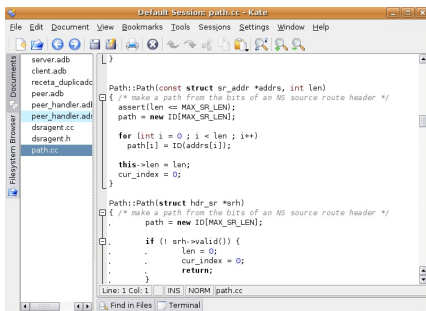 Default Session: path.cc - Kate
File Edit Document View Bookmarks Tools Sessions Settings Window Help
Documents
Filesystem Browser
server.adb
client.adb
receta_duplicado
peer.adb
peer_handler.adb
peer_handler.ads
dsragent.cc
dsragent.h
path.cc
}
Path::Path(const struct sr_addr *addrs, int len)
{ /* make a path from the bits of an NS source route header */
assert(len <= MAX_SR_LEN);
path = new ID[MAX_SR_LEN];
for (int i = 0 ; i < len ; i++)
path[i] = ID(addrs[i]);
this->len = len;
cur_index = 0;
}
Path::Path(struct hdr_sr *srh)
{ /* make a path from the bits of an NS source route header */
path = new ID[MAX_SR_LEN];
if (! srh->valid()) {
len = 0;
cur_index = 0;
return;
}
Line: 1 Col: 1 INS NORM path.cc
Find in Files Terminal